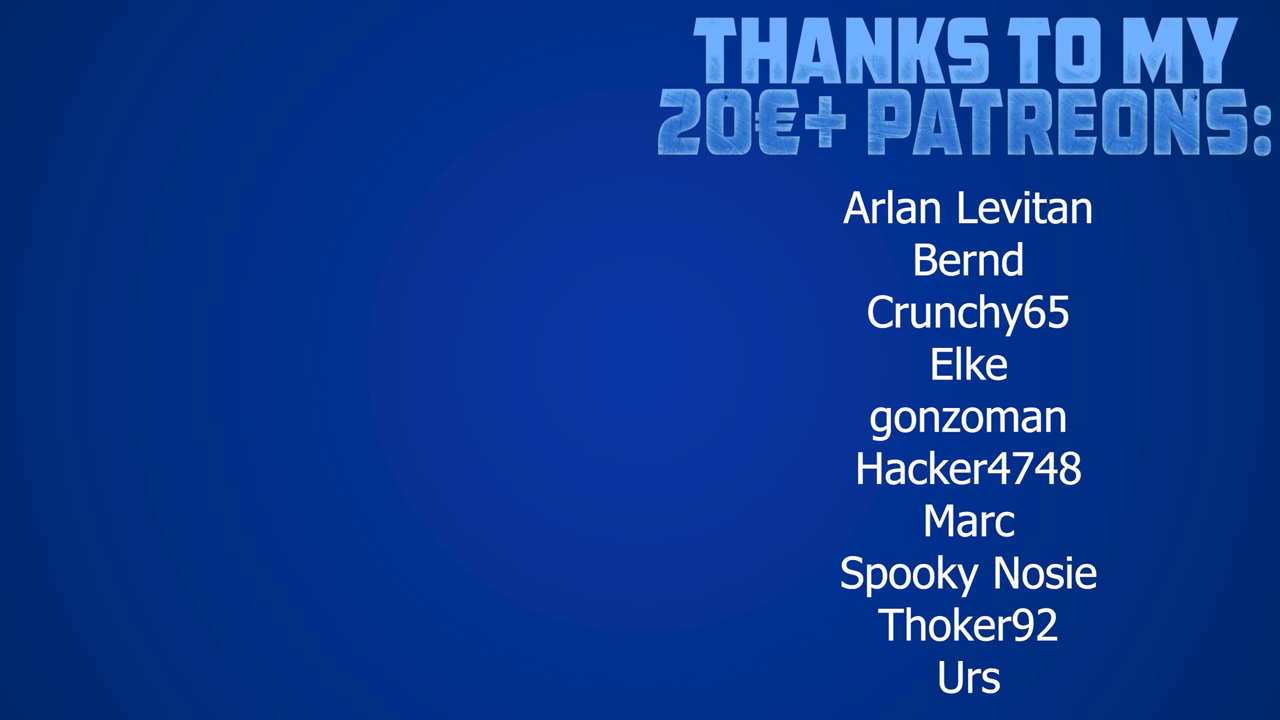 THANKS TO MY
20€+ PATREONS:
Arlan Levitan
Bernd
Crunchy65
Elke
gonzoman
Hacker4748
Marc
Spooky Nosie
Thoker92
Urs